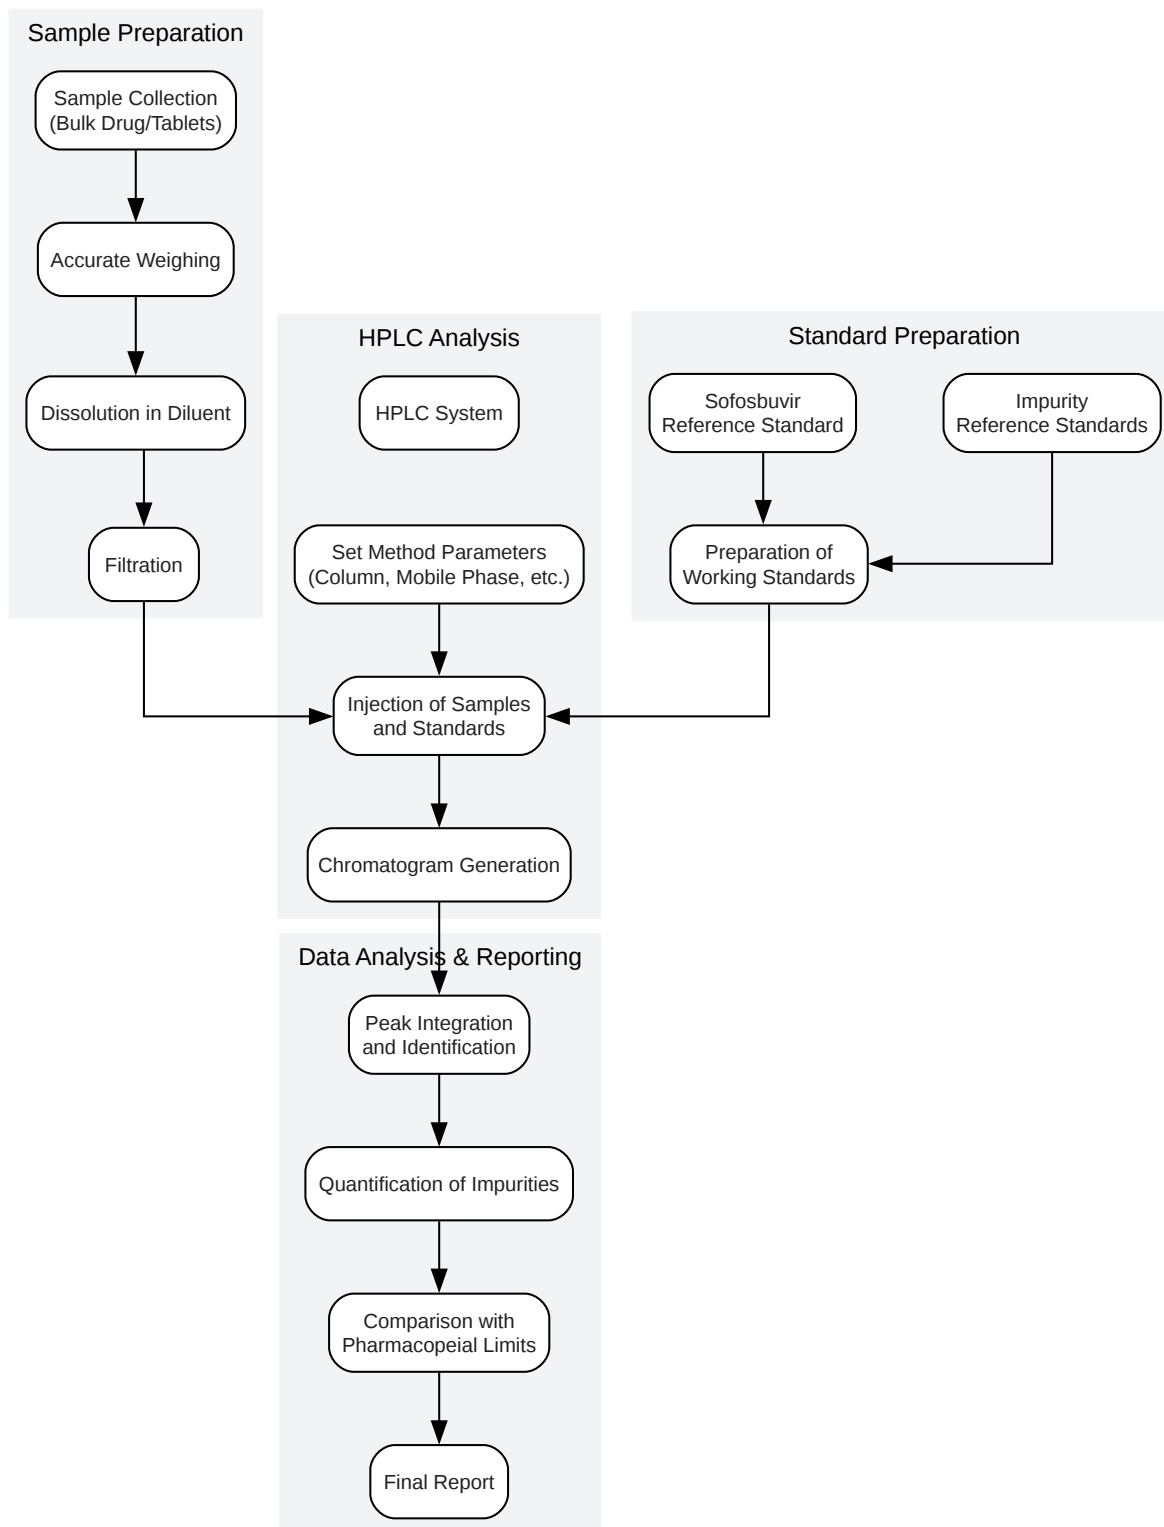 Sample Preparation
Sample Collection
(Bulk Drug/Tablets)
Accurate Weighing
Dissolution in Diluent
Filtration
HPLC Analysis
HPLC System
Set Method Parameters
(Column, Mobile Phase, etc.)
Injection of Samples
and Standards
Chromatogram Generation
Standard Preparation
Sofosbuvir
Reference Standard
Impurity
Reference Standards
Preparation of
Working Standards
Data Analysis & Reporting
Peak Integration
and Identification
Quantification of Impurities
Comparison with
Pharmacopeial Limits
Final Report